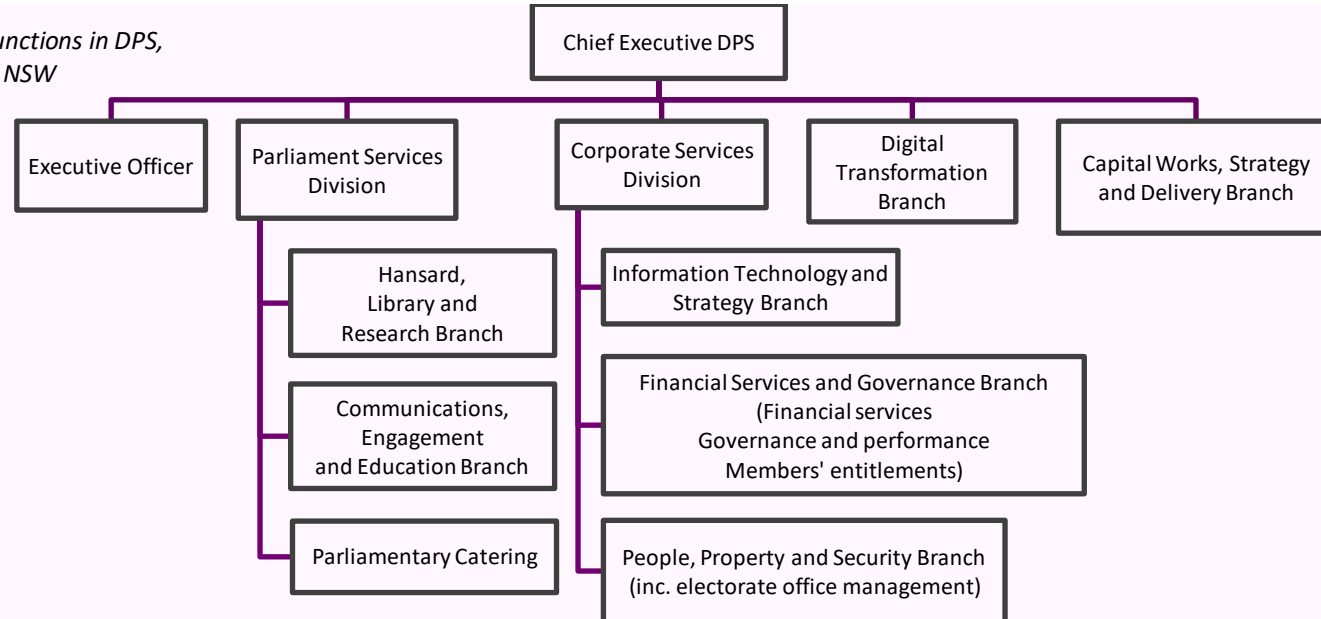 unctions in DPS,
NSW
Chief Executive DPS
Executive Officer
Parliament Services
Division
Corporate Services
Division
Digital
Transformation
Branch
Capital Works, Strategy
and Delivery Branch
Hansard,
Library and
Research Branch
Communications,
Engagement
and Education Branch
Parliamentary Catering
Information Technology and
Strategy Branch
Financial Services and Governance Branch
(Financial services
Governance and performance
Members' entitlements)
People, Property and Security Branch
(inc. electorate office management)